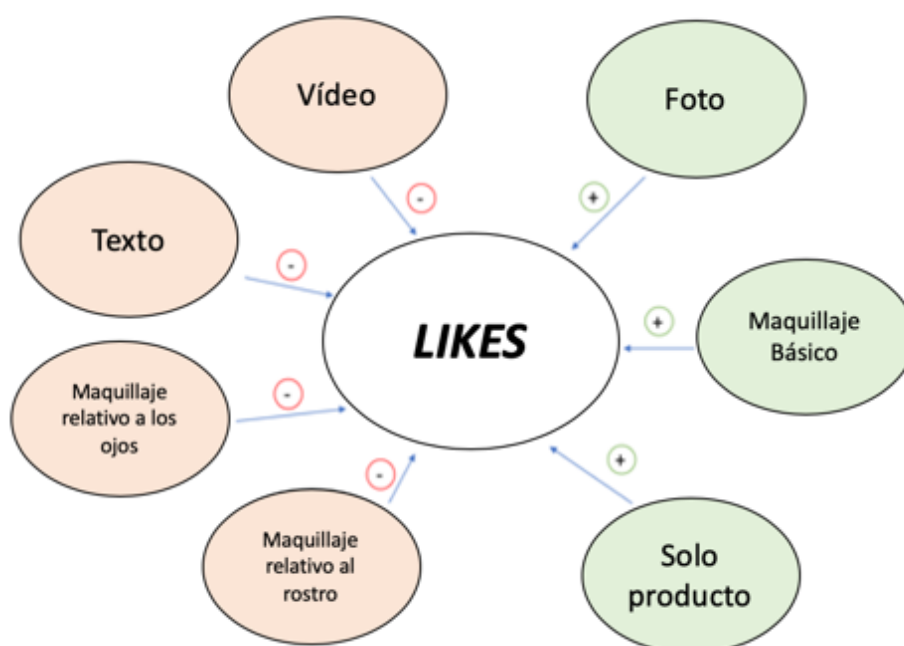 Vídeo
Foto
-
+
Texto
-
LIKES
+
Maquillaje
Básico
Maquillaje
relativo a los
ojos
-
-
+
Maquillaje
relativo al
rostro
Solo
producto